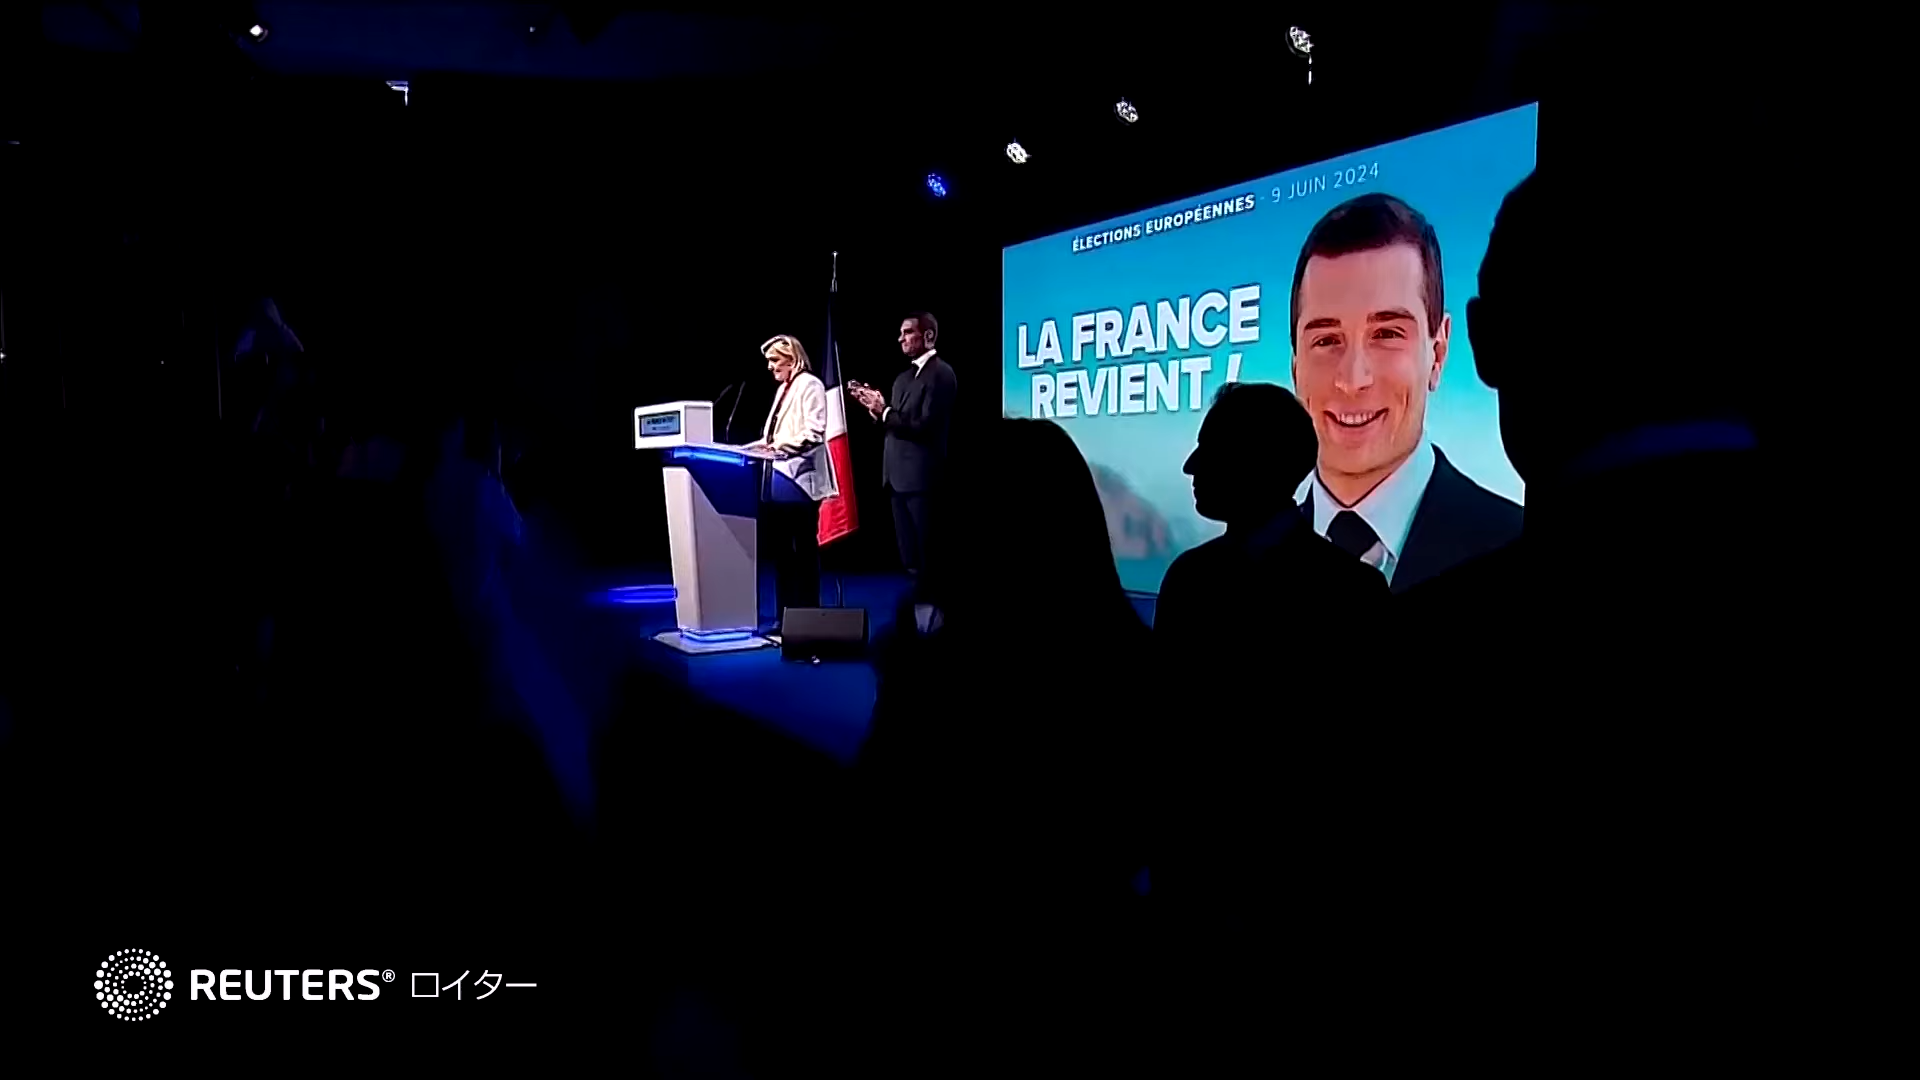 ÉLECTIONS EUROPÉENNES - 9 JUIN 2024
LA FRANCE
REVIENT !
REUTERS® ロイター